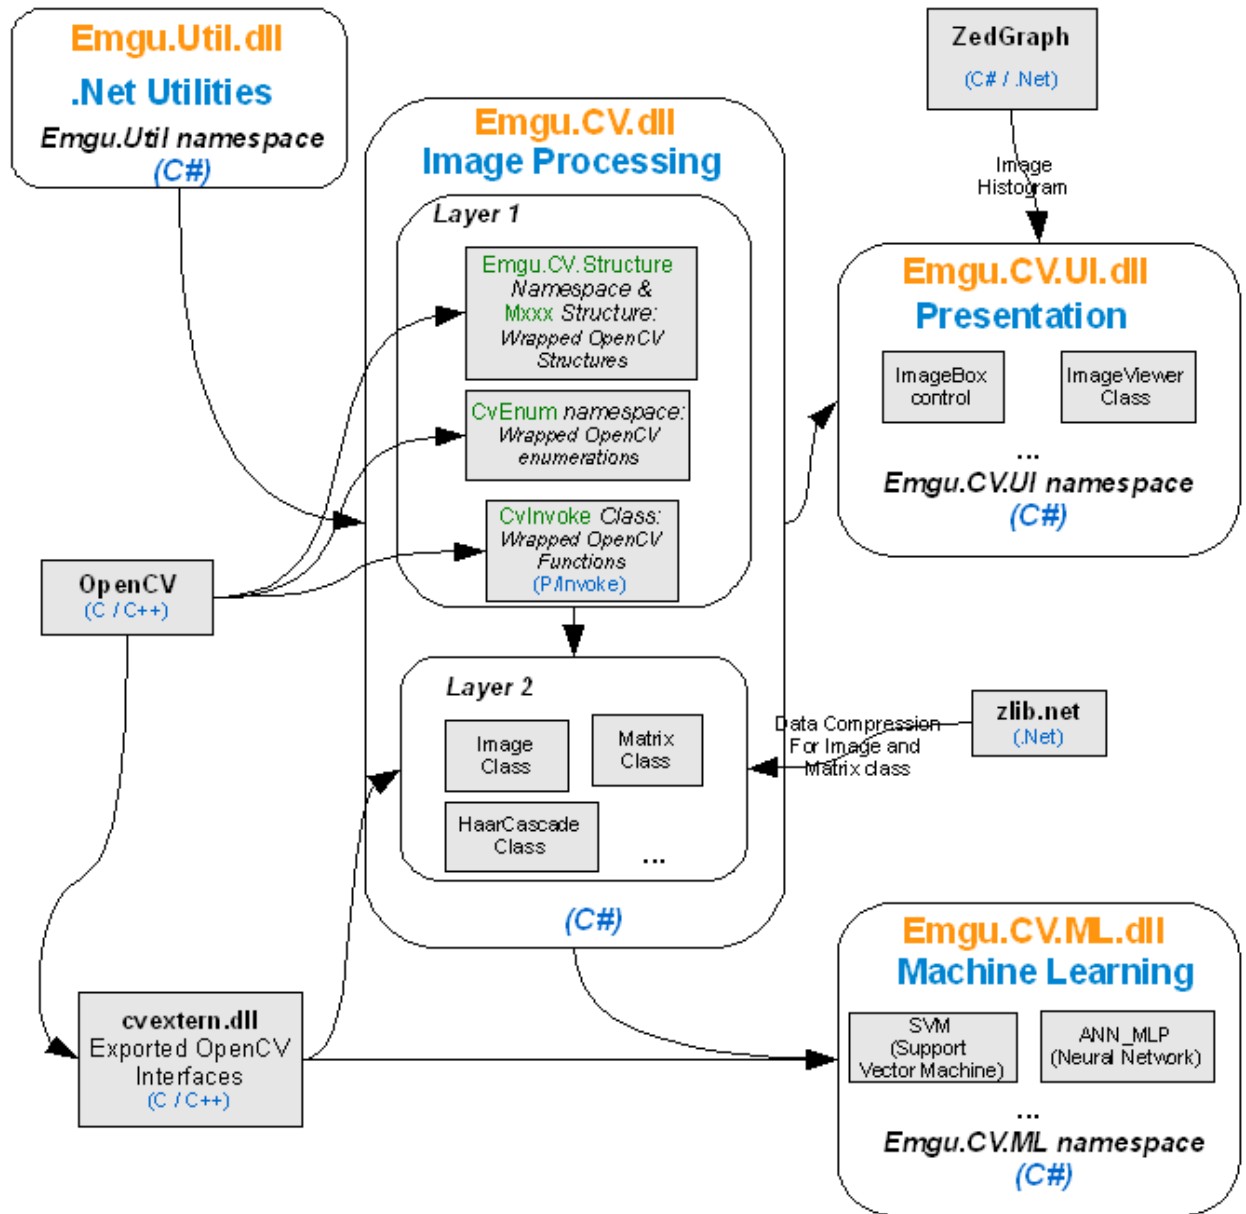 Emgu.Util.dll
.Net Utilities
Emgu.Util namespace
(C#)
ZedGraph
(C# / .Net)
Image
Histogram
Emgu.CV.dll
Image Processing
Layer 1
Emgu.CV.Structure
Namespace &
Mxxx Structure:
Wrapped OpenCV
Structures
CvEnum namespace:
Wrapped OpenCV
enumerations
CvInvoke Class:
Wrapped OpenCV
Functions
(P/Invoke)
Emgu.CV.UI.dll
Presentation
ImageBox
control
ImageViewer
Class
...
Emgu.CV.UI namespace
(C#)
OpenCV
(C / C++)
Layer 2
Image
Class
Matrix
Class
HaarCascade
Class
...
(C#)
Data Compression
For Image and
Matrix class
zlib.net
(.Net)
cvextern.dll
Exported OpenCV
Interfaces
(C / C++)
Emgu.CV.ML.dll
Machine Learning
SVM
(Support
Vector Machine)
ANN_MLP
(Neural Network)
...
Emgu.CV.ML namespace
(C#)